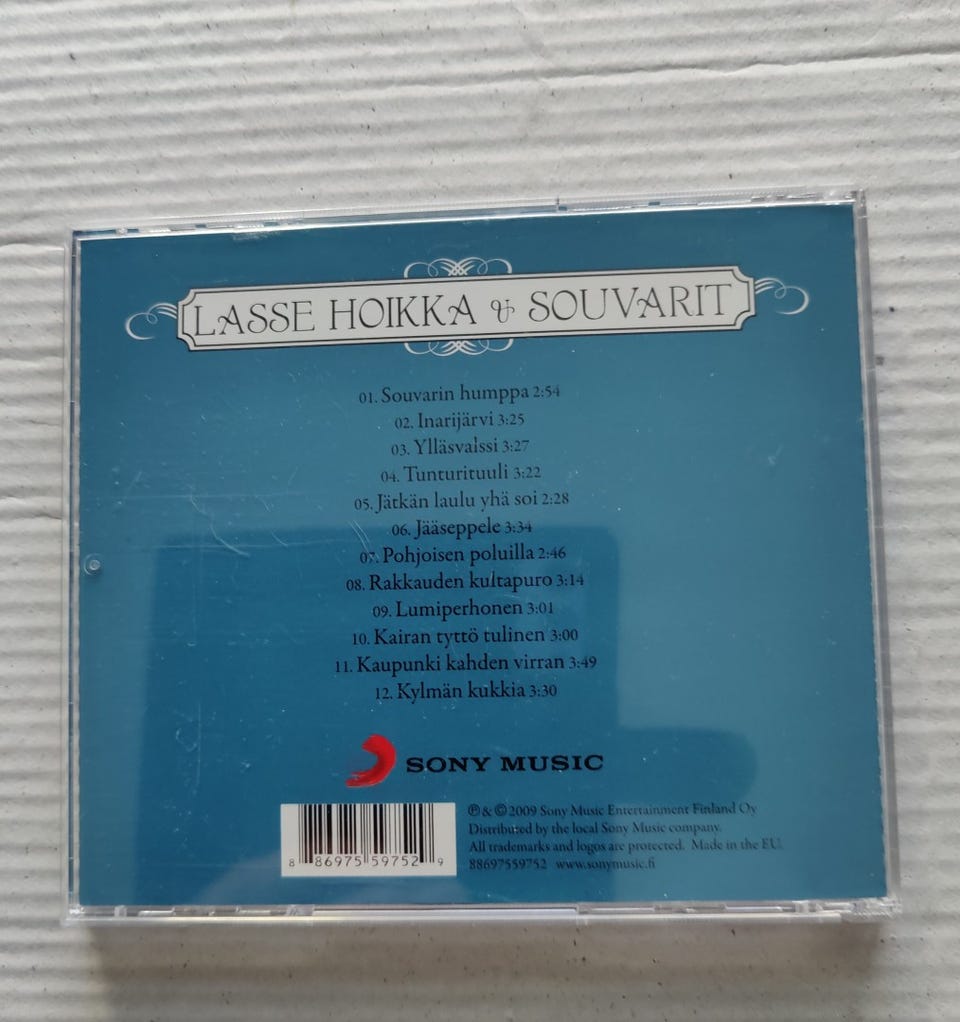 LASSE HOIKKA & SOUVARIT
01. Souvarin humppa 2:54
02. Inarijärvi 3:25
03. Ylläsvalssi 3:27
04. Tunturituuli 3:22
05. Jätkän laulu yhä soi 2:28
06. Jääseppele 3:34
07. Pohjoisen poluilla 2:46
08. Rakkauden kultapuro 3:14
09. Lumiperhonen 3:01
10. Kairan tyttö tulinen 3:00
11. Kaupunki kahden virran 3:49
12. Kylmän kukkia 3:30
SONY MUSIC
℗ & © 2009 Sony Music Entertainment Finland Oy
Distributed by the local Sony Music company.
All trademarks and logos are protected. Made in the EU.
88697559752 www.sonymusic.fi
8 86975 59752 9